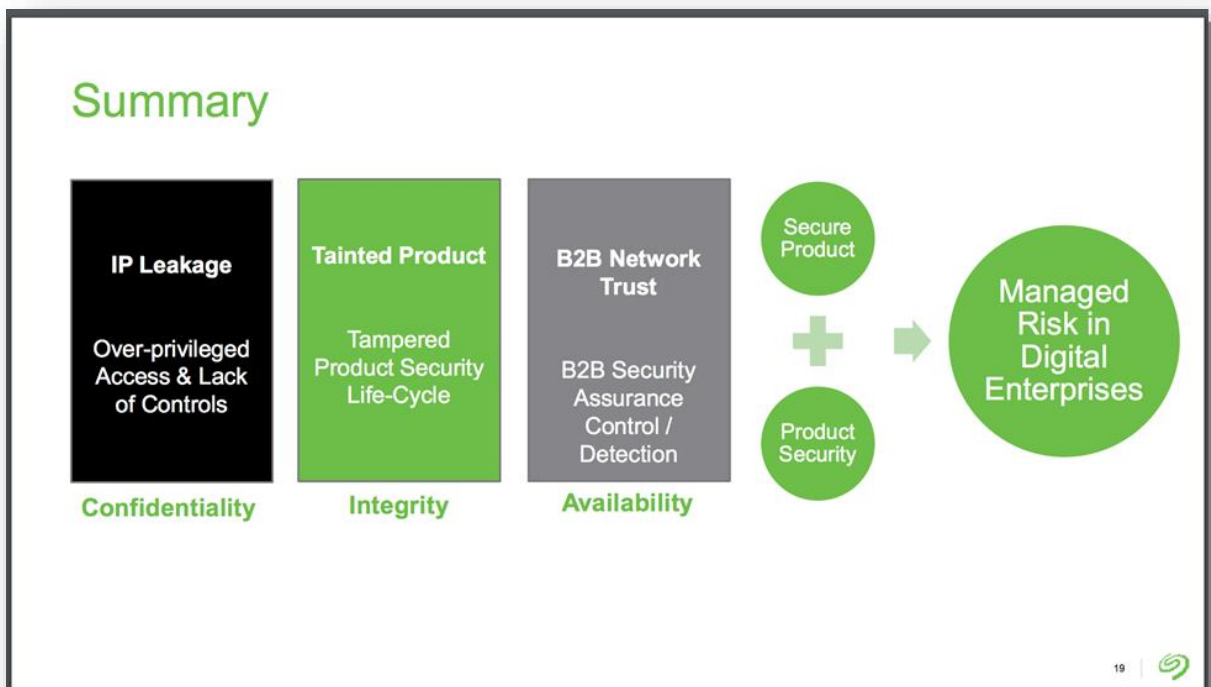 Summary
IP Leakage
Over-privileged
Access & Lack
of Controls
Confidentiality
Tainted Product
Tampered
Product Security
Life-Cycle
Integrity
B2B Network
Trust
B2B Security
Assurance
Control /
Detection
Availability
Secure
Product
Product
Security
Managed
Risk in
Digital
Enterprises
19